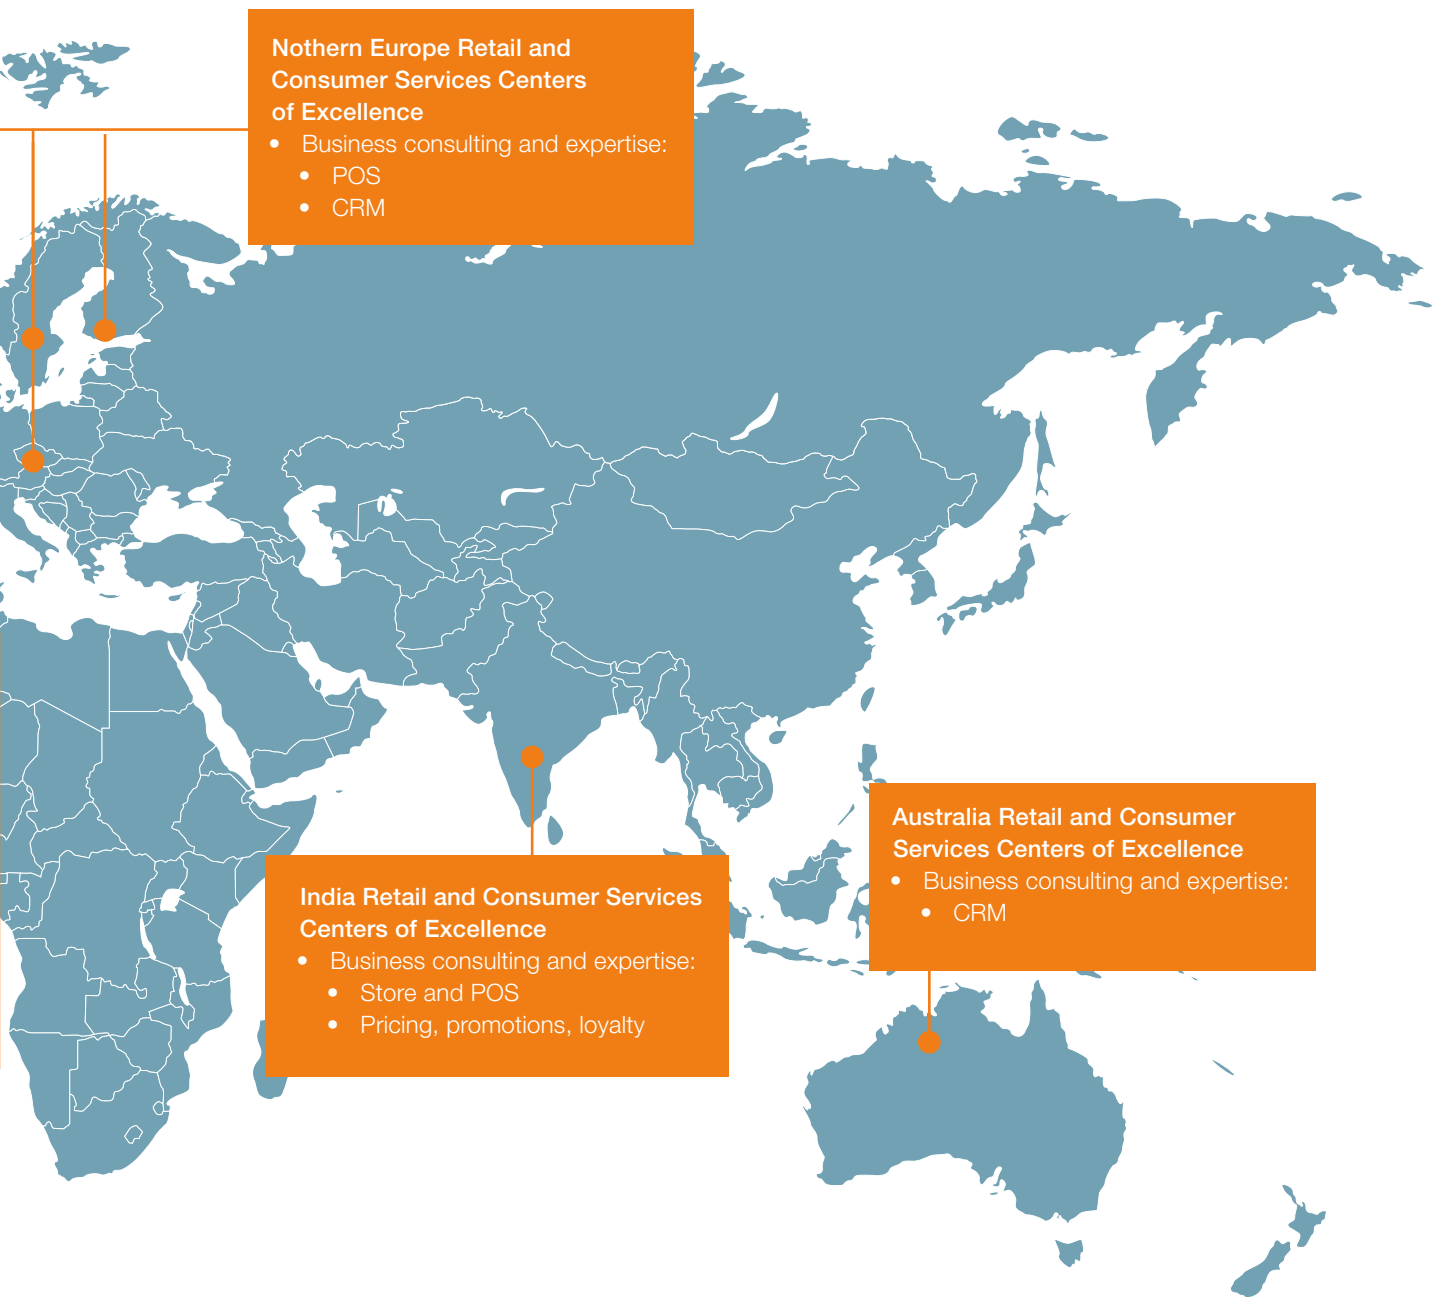 Nothern Europe Retail and
Consumer Services Centers
of Excellence
• Business consulting and expertise:
• POS
• CRM
India Retail and Consumer Services
Centers of Excellence
• Business consulting and expertise:
• Store and POS
• Pricing, promotions, loyalty
Australia Retail and Consumer
Services Centers of Excellence
• Business consulting and expertise:
• CRM